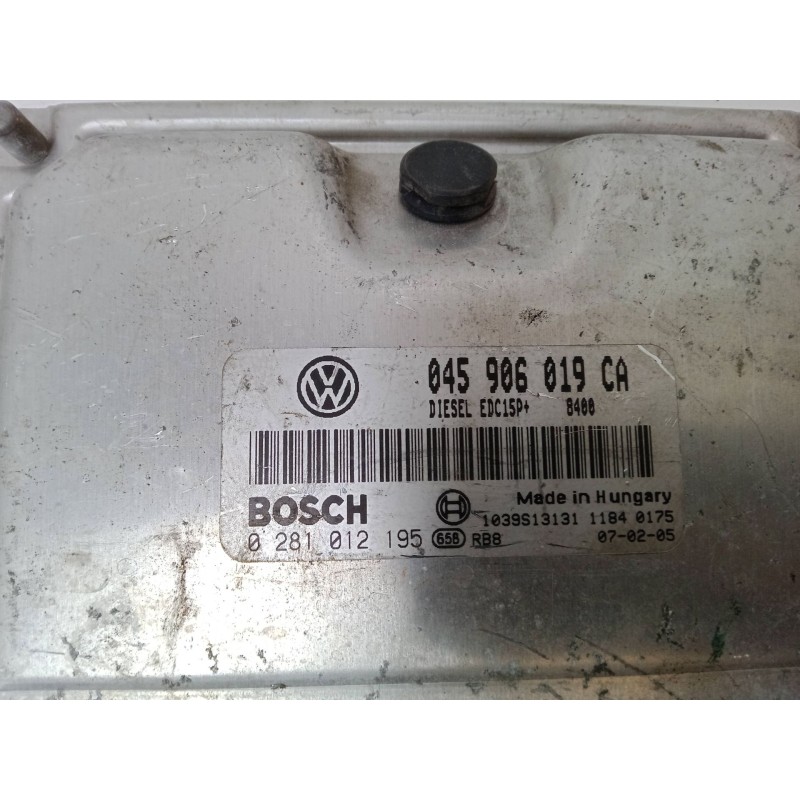 045 906 019 CA
DIESEL EDC15P+ 8400
BOSCH
Made in Hungary
1039S13131 1184 0175
0 281 012 195 65B RB8 07-02-05